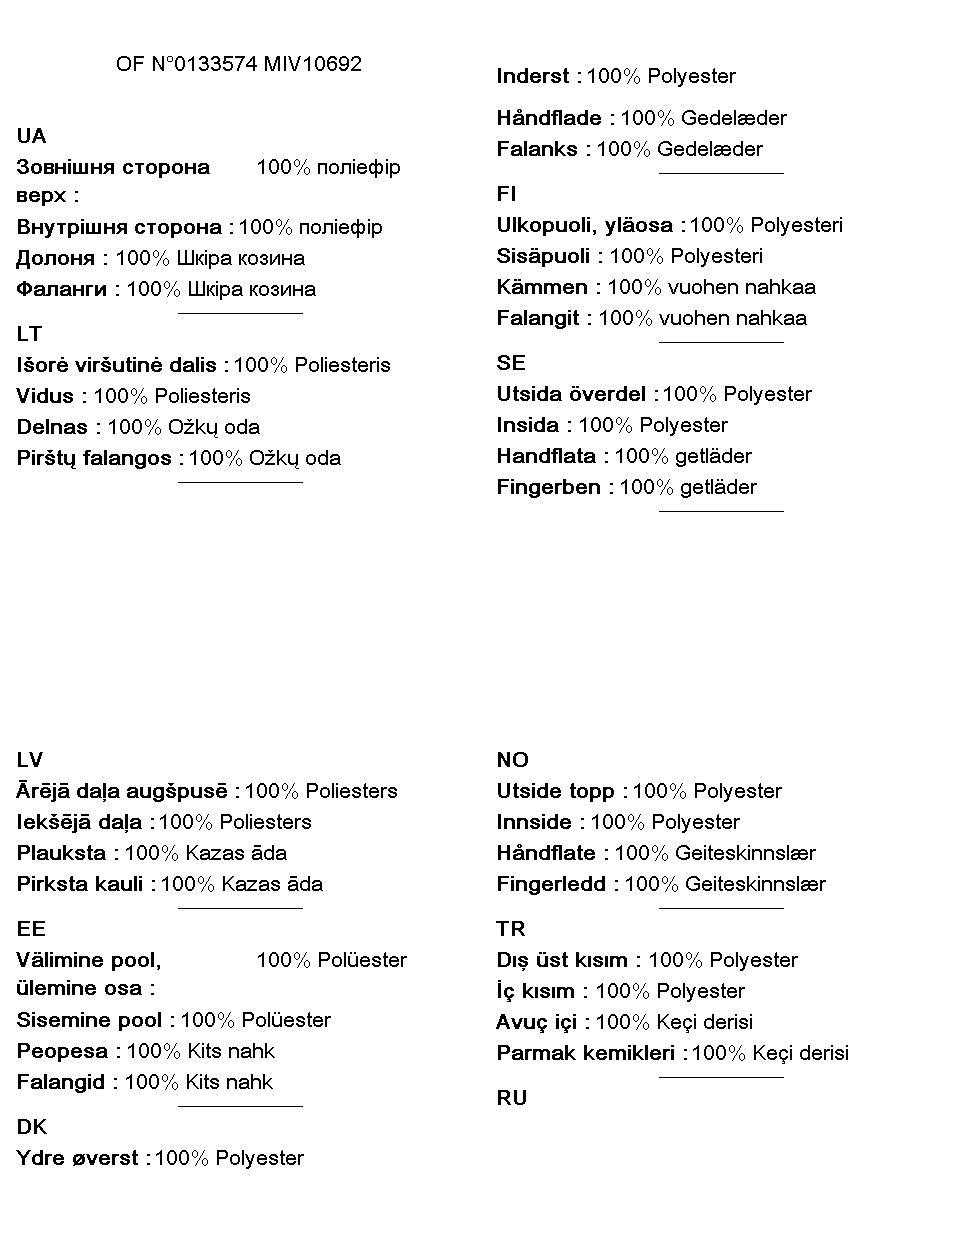 OF N°0133574 MIV10692
UA
Зовнішня сторона 100% поліефір
верх :
Внутрішня сторона : 100% поліефір
Долоня : 100% Шкіра козина
Фаланги : 100% Шкіра козина
LT
Išorė viršutinė dalis : 100% Poliesteris
Vidus : 100% Poliesteris
Delnas : 100% Ožkų oda
Pirštų falangos : 100% Ožkų oda
LV
Ārējā daļa augšpusē : 100% Poliesters
Iekšējā daļa : 100% Poliesters
Plauksta : 100% Kazas āda
Pirksta kauli : 100% Kazas āda
EE
Välimine pool, 100% Polüester
ülemine osa :
Sisemine pool : 100% Polüester
Peopesa : 100% Kits nahk
Falangid : 100% Kits nahk
DK
Ydre øverst : 100% Polyester
Inderst : 100% Polyester
Håndflade : 100% Gedelæder
Falanks : 100% Gedelæder
FI
Ulkopuoli, yläosa : 100% Polyesteri
Sisäpuoli : 100% Polyesteri
Kämmen : 100% vuohen nahkaa
Falangit : 100% vuohen nahkaa
SE
Utsida överdel : 100% Polyester
Insida : 100% Polyester
Handflata : 100% getläder
Fingerben : 100% getläder
NO
Utside topp : 100% Polyester
Innside : 100% Polyester
Håndflate : 100% Geiteskinnslær
Fingerledd : 100% Geiteskinnslær
TR
Dış üst kısım : 100% Polyester
İç kısım : 100% Polyester
Avuç içi : 100% Keçi derisi
Parmak kemikleri : 100% Keçi derisi
RU